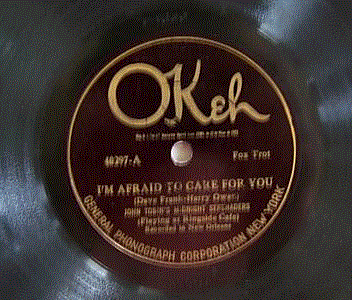 OKeh
40297-A
Fox Trot
I'M AFRAID TO CARE FOR YOU
(Dave Frank-Harry Owen)
JOHN TOBIN'S MIDNIGHT SERENADERS
(Playing at Ringside Cafe)
Recorded in New Orleans
GENERAL PHONOGRAPH CORPORATION NEW YORK